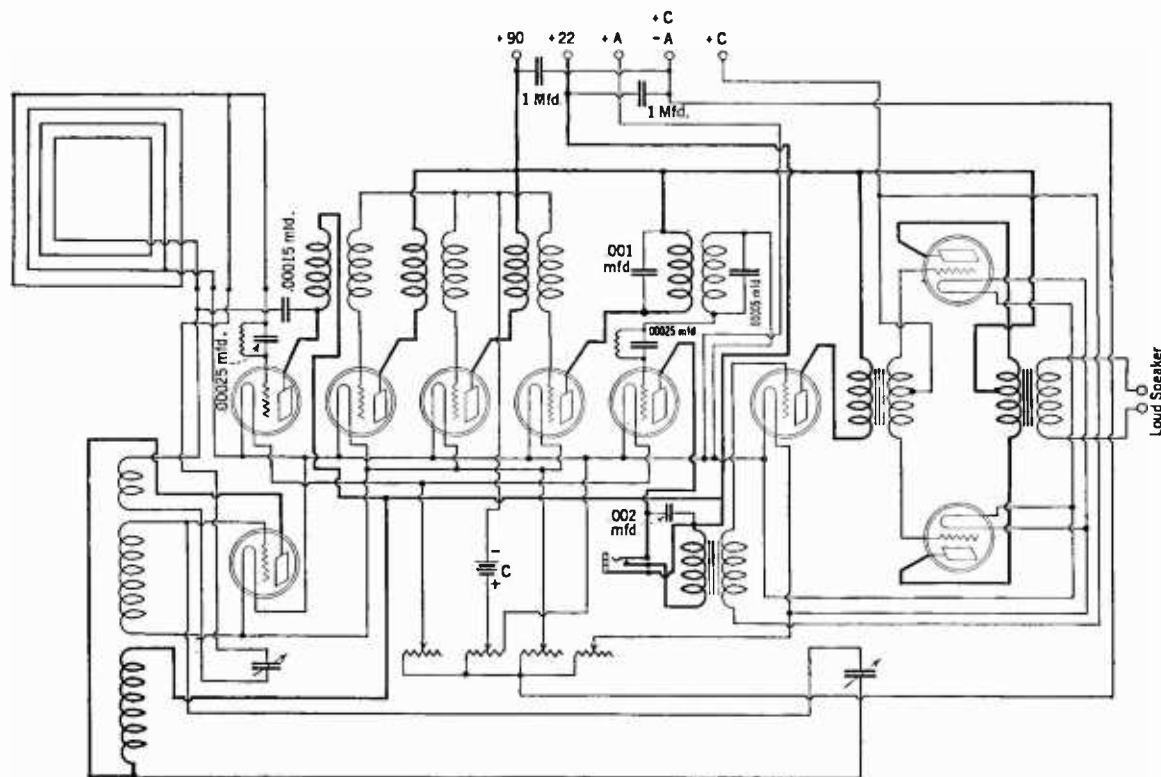 + C
+ 90 + 22 + A - A + C
1 Mfd. 1 Mfd.
.00015 mfd.
.001
mfd
.00005 mfd
.00025 mfd
.00025 mfd.
Loud Speaker
.002
mfd
-
C
+